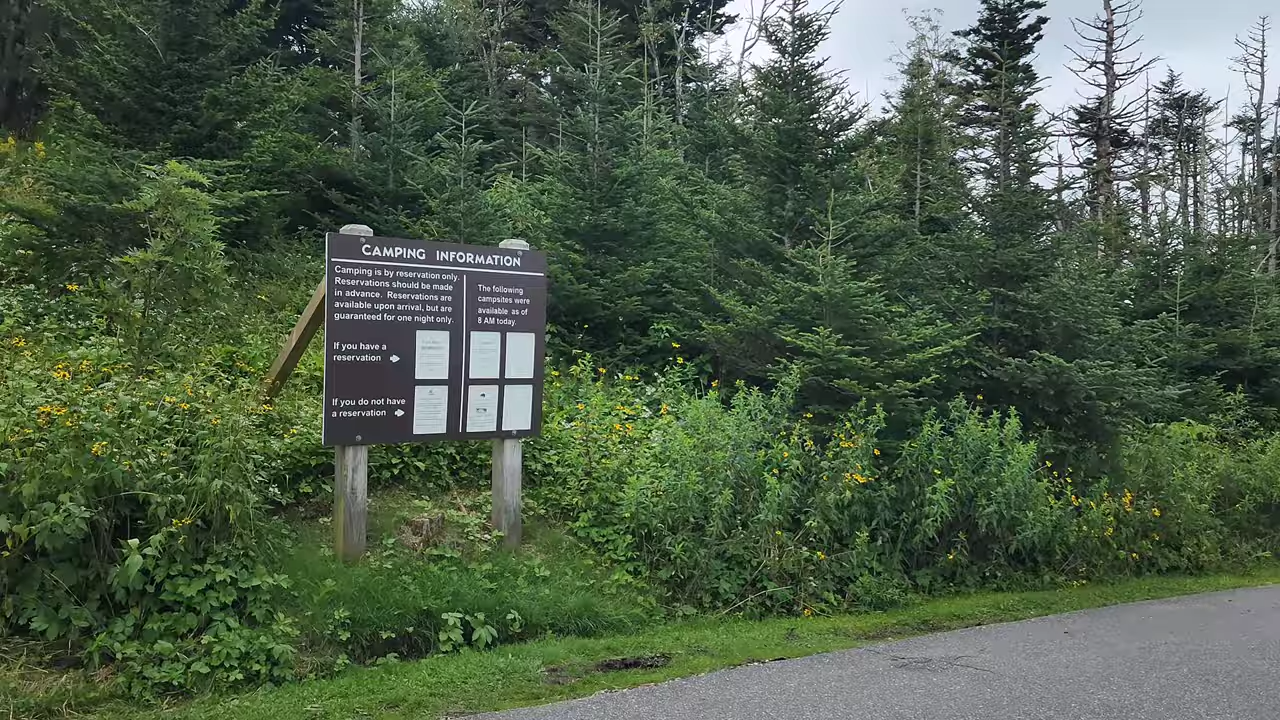 CAMPING INFORMATION
Camping is by reservation only.
Reservations should be made
in advance. Reservations are
available upon arrival, but are
guaranteed for one night only.
If you have a
reservation
If you do not have
a reservation
The following
campsites were
available as of
8 AM today.